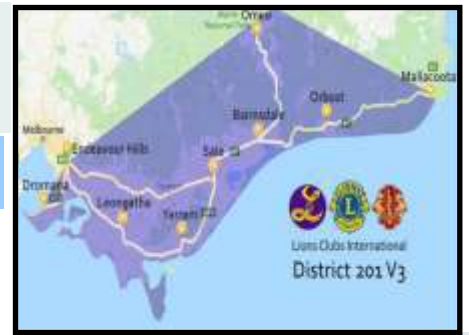 Omeo
Mallacoota
Orbost
Bairnsdale
Melbourne
Endeavour Hills
Sale
Dromana
Leongatha
Yarram
Lions Clubs International
District 201 V3